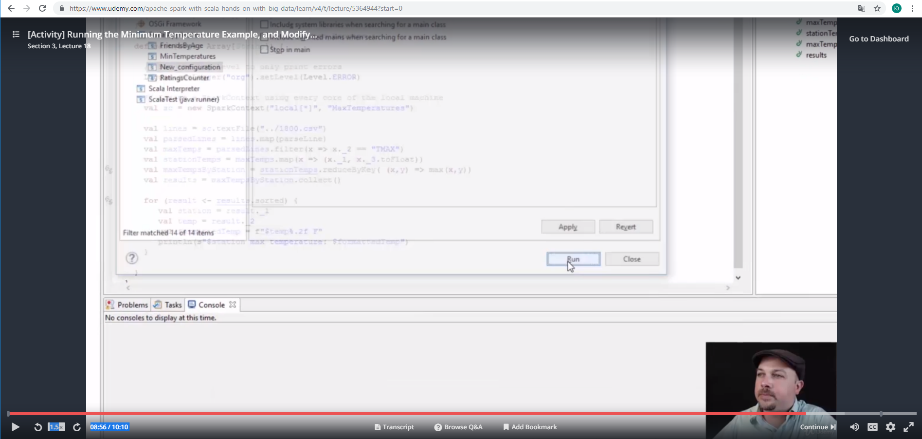 https://www.udemy.com/apache-spark-with-scala-hands-on-with-big-data/learn/v4/t/lecture/5364944?start=0
[Activity] Running the Minimum Temperature Example, and Modify...
Section 3, Lecture 18
Go to Dashboard
OSGi Framework
FriendsByAge
MinTemperatures
New_configuration
RatingsCounter
Scala Interpreter
ScalaTest (java runner)
Include system libraries when searching for a main class
mains when searching for a main class
Stop in main
maxTemp
stationTe
maxTemp
results
val sc = new SparkContext("local[*]", "MaxTemperatures")
val lines = sc.textFile("../1800.csv")
val parsedLines = lines.map(parseLine)
val maxTemps = parsedLines.filter(x => x._2 == "TMAX")
val stationTemps = maxTemps.map(x => (x._1, x._3.toFloat))
val maxTempsByStation = stationTemps.reduceByKey( (x,y) => max(x,y))
val results = maxTempsByStation.collect()
for (result <- results.sorted) {
val station = result._1
val temp = result._2
Filter matched 14 of 14 items
Apply
Revert
Run
Close
Problems
Tasks
Console
No consoles to display at this time.
08:56 / 10:10
Transcript
Browse Q&A
Add Bookmark
Continue